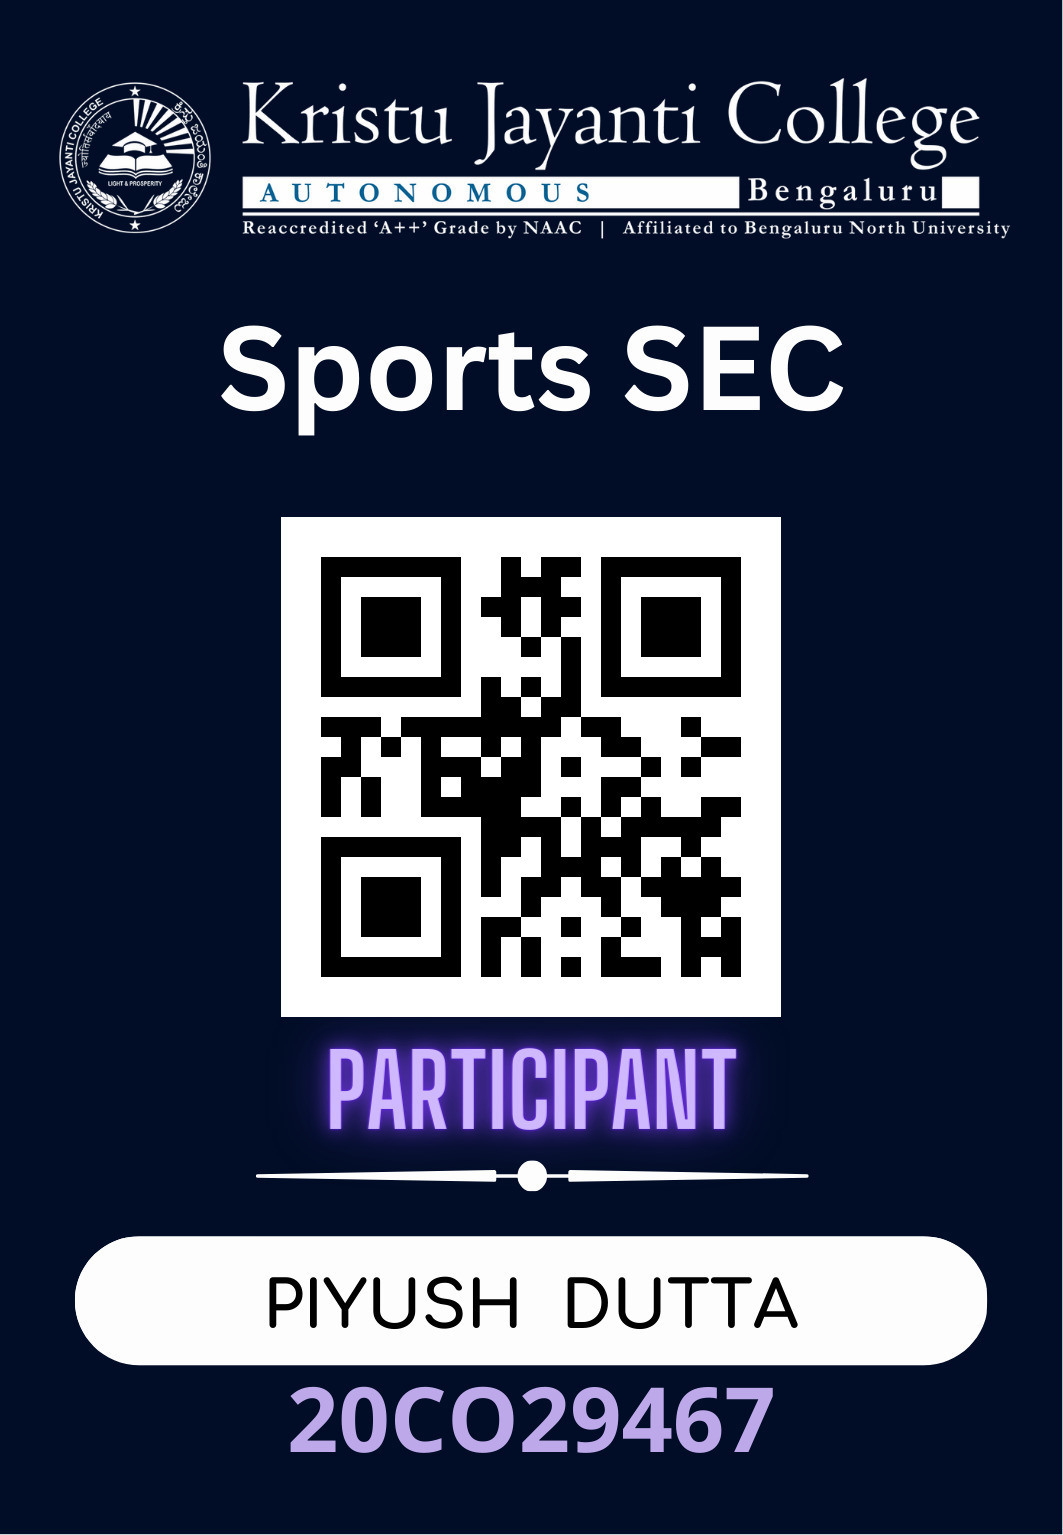 Kristu Jayanti College
AUTONOMOUS Bengaluru
Reaccredited ‘A++’ Grade by NAAC | Affiliated to Bengaluru North University
KRISTU JAYANTI COLLEGE
LIGHT & PROSPERITY
Sports SEC
PARTICIPANT
PIYUSH DUTTA
20CO29467